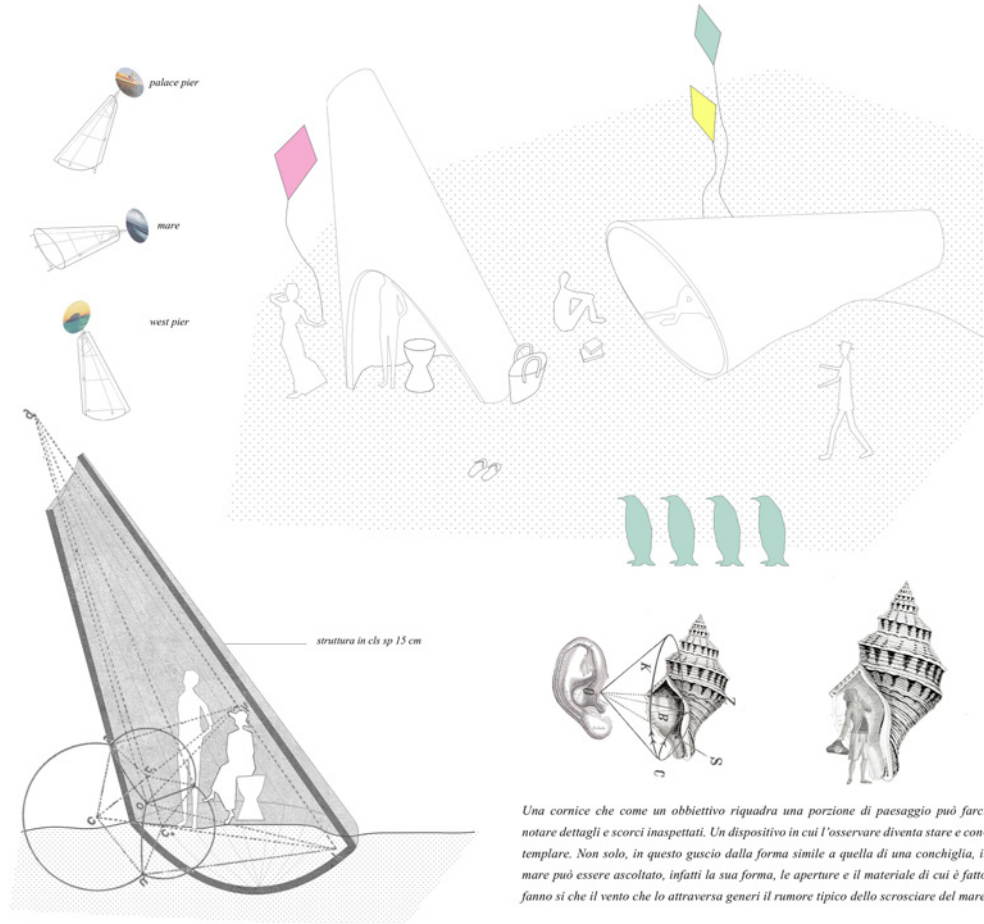 palace pier
mare
west pier
struttura in cls sp 15 cm
K
B
Z
S
C
Una cornice che come un obbiettivo riquadra una porzione di paesaggio può farc
notare dettagli e scorci inaspettati. Un dispositivo in cui l'osservare diventa stare e con-
templare. Non solo, in questo guscio dalla forma simile a quella di una conchiglia, i
mare può essere ascoltato, infatti la sua forma, le aperture e il materiale di cui è fatto
fanno si che il vento che lo attraversa generi il rumore tipico dello scrosciare del mare